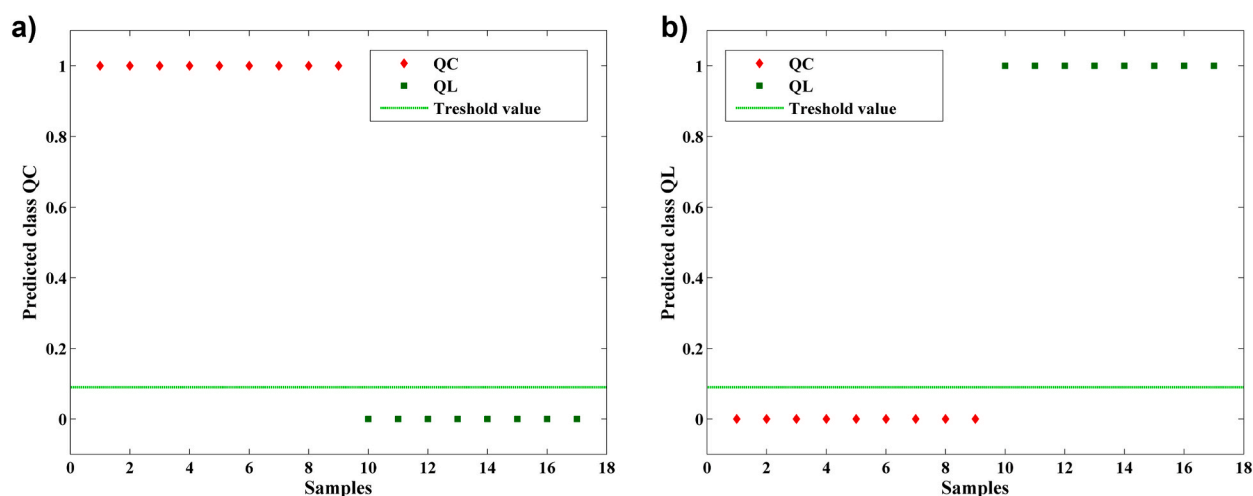 a)
Predicted class QC
1
0.8
0.6
0.4
0.2
0
0 2 4 6 8 10 12 14 16 18
Samples
QC
QL
Treshold value
b)
Predicted class QL
1
0.8
0.6
0.4
0.2
0
0 2 4 6 8 10 12 14 16 18
Samples
QC
QL
Treshold value